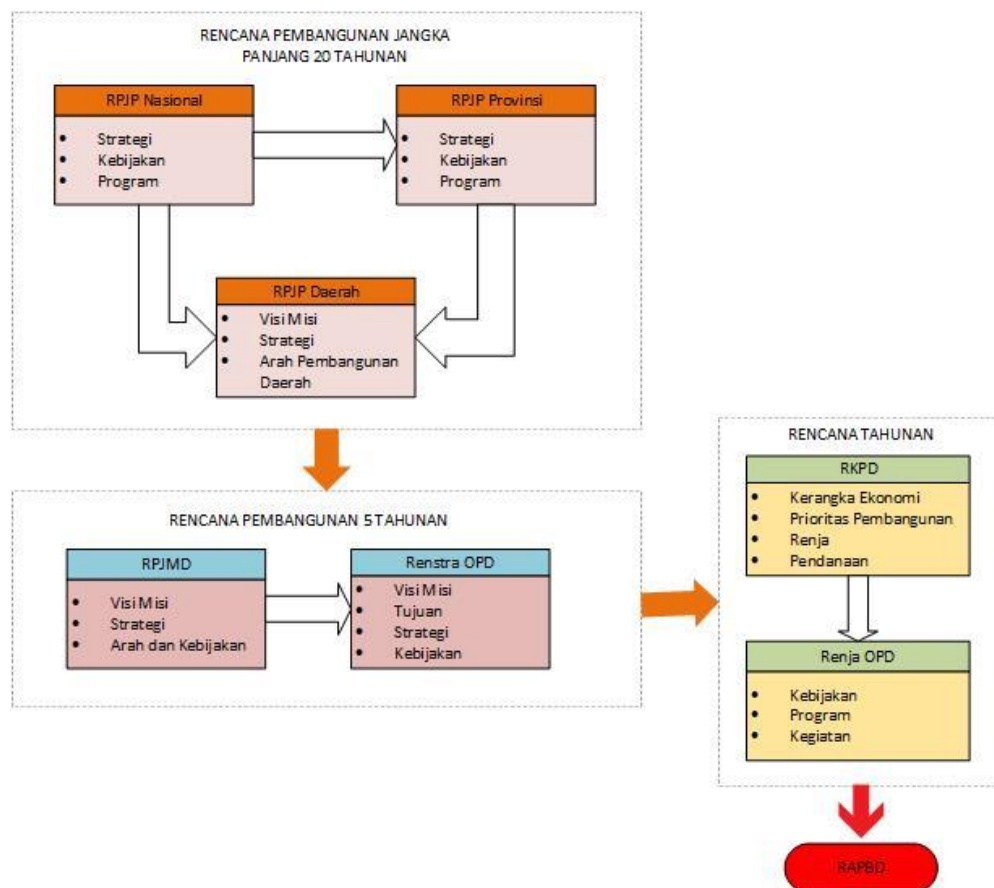 RENCANA PEMBANGUNAN JANGKA
PANJANG 20 TAHUNAN
RPJP Nasional
• Strategi
• Kebijakan
• Program
RPJP Provinsi
• Strategi
• Kebijakan
• Program
RPJP Daerah
• Visi Misi
• Strategi
• Arah Pembangunan
Daerah
RENCANA PEMBANGUNAN 5 TAHUNAN
RPJMD
• Visi Misi
• Strategi
• Arah dan Kebijakan
Renstra OPD
• Visi Misi
• Tujuan
• Strategi
• Kebijakan
RENCANA TAHUNAN
RKPD
• Kerangka Ekonomi
• Prioritas Pembangunan
• Renja
• Pendanaan
Renja OPD
• Kebijakan
• Program
• Kegiatan
RAPBD